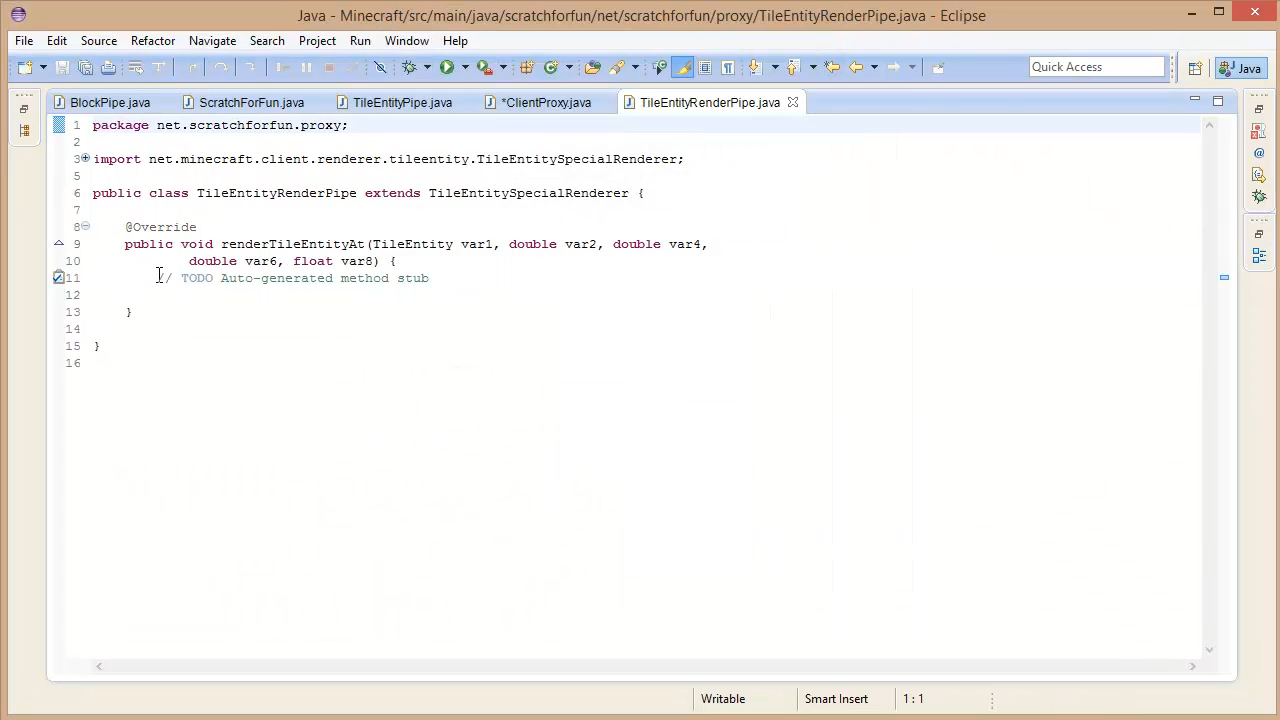 Java - Minecraft/src/main/java/scratchforfun/net/scratchforfun/proxy/TileEntityRenderPipe.java - Eclipse
File Edit Source Refactor Navigate Search Project Run Window Help
Quick Access Java
BlockPipe.java ScratchForFun.java TileEntityPipe.java *ClientProxy.java TileEntityRenderPipe.java
1 package net.scratchforfun.proxy;
2
3 import net.minecraft.client.renderer.tileentity.TileEntitySpecialRenderer;
5
6 public class TileEntityRenderPipe extends TileEntitySpecialRenderer {
7
8 @Override
9 public void renderTileEntityAt(TileEntity var1, double var2, double var4,
10 double var6, float var8) {
11 // TODO Auto-generated method stub
12
13 }
14
15 }
16
Writable Smart Insert 1 : 1